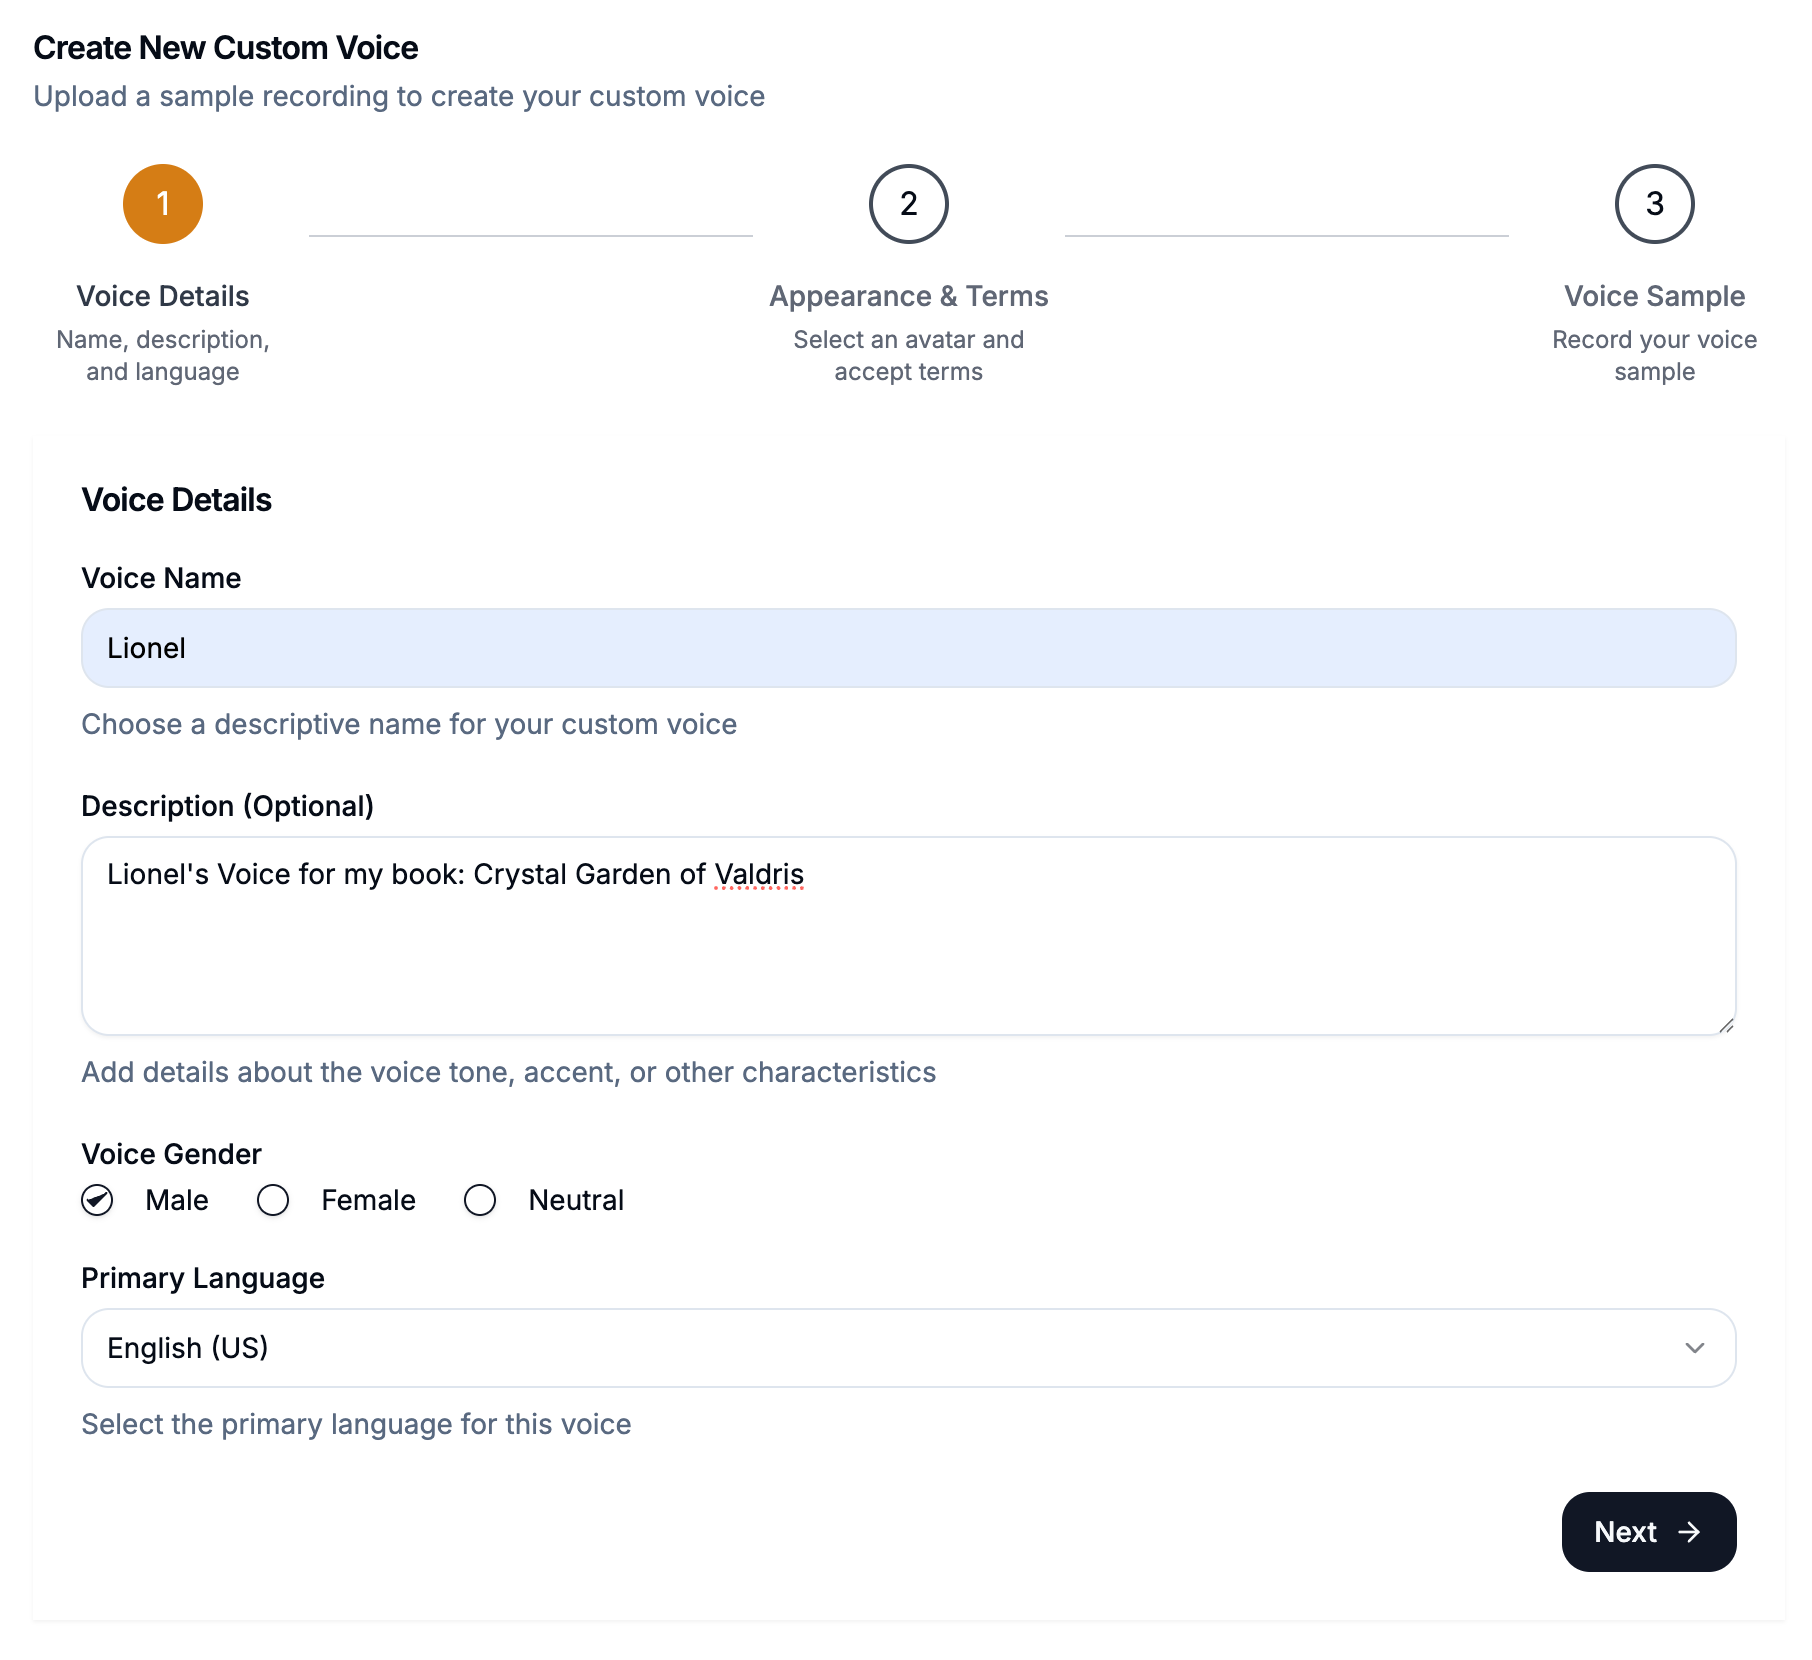 Create New Custom Voice
Upload a sample recording to create your custom voice
1
2
3
Voice Details
Name, description,
and language
Appearance & Terms
Select an avatar and
accept terms
Voice Sample
Record your voice
sample
Voice Details
Voice Name
Lionel
Choose a descriptive name for your custom voice
Description (Optional)
Lionel's Voice for my book: Crystal Garden of Valdris
Add details about the voice tone, accent, or other characteristics
Voice Gender
Male
Female
Neutral
Primary Language
English (US)
Select the primary language for this voice
Next